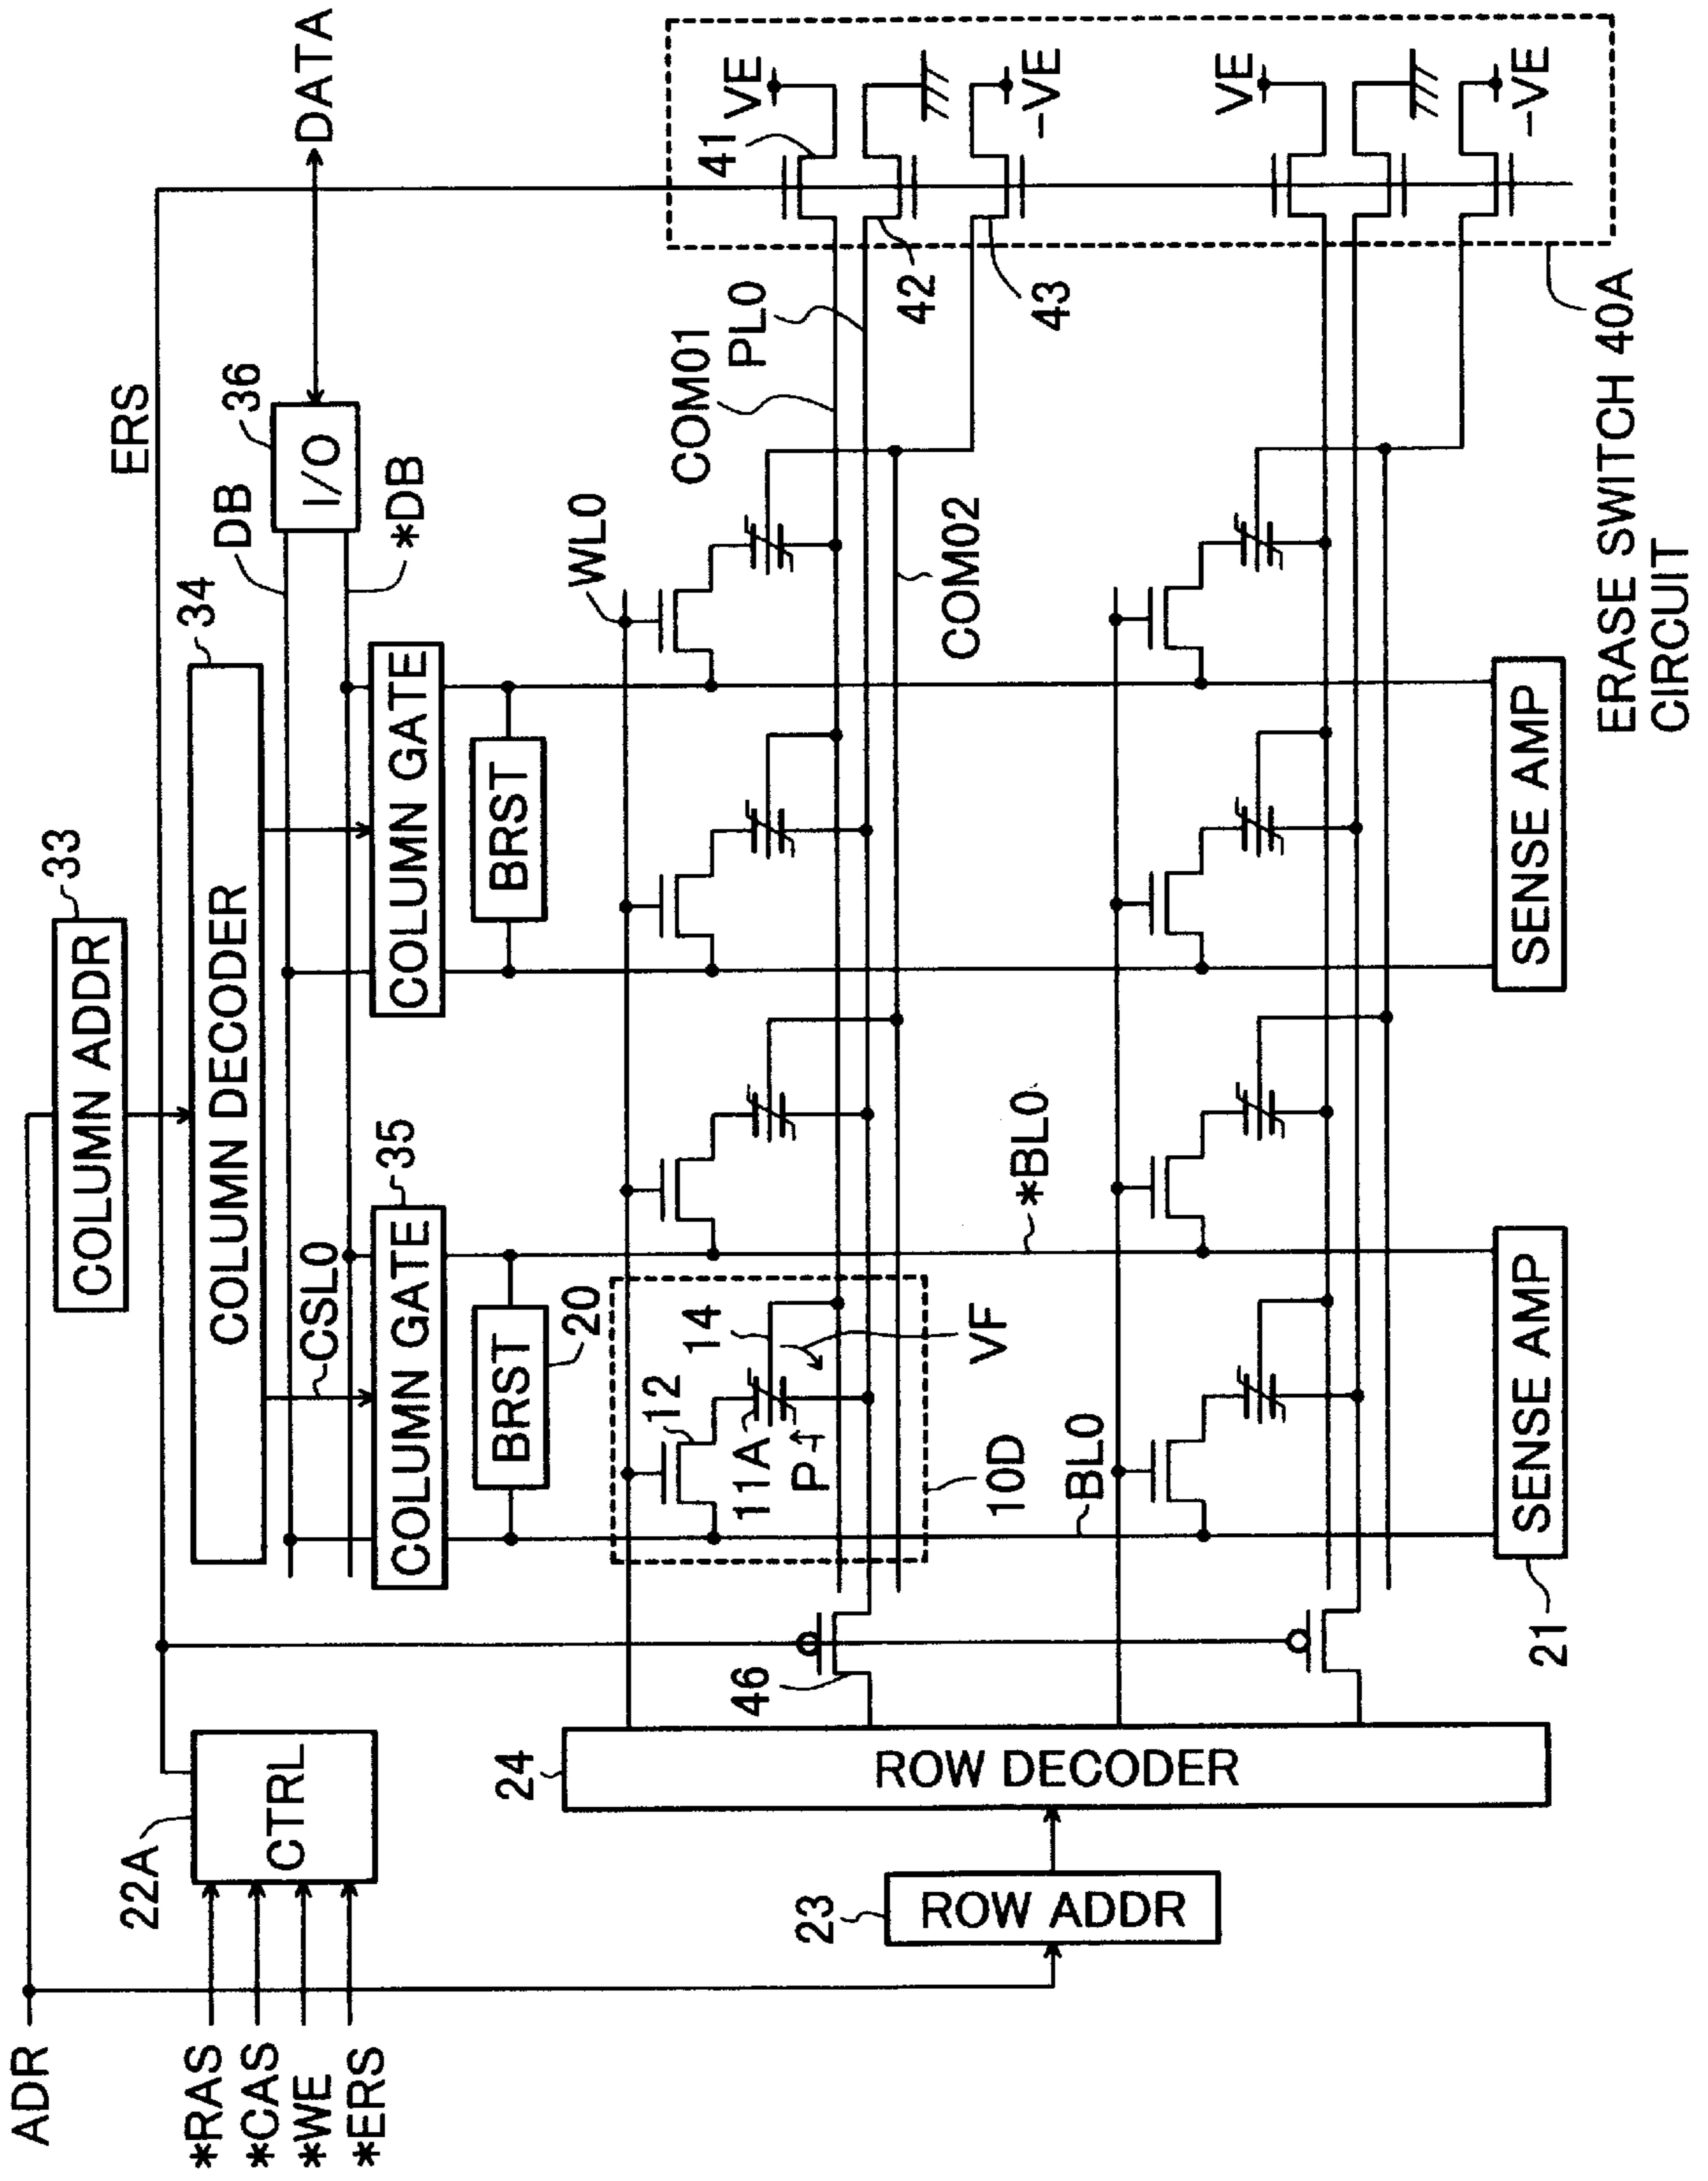 ADR
*RAS
*CAS
*WE
*ERS
22A
CTRL
23
ROW ADDR
24
ROW DECODER
33
COLUMN ADDR
34
COLUMN DECODER
ERS
DB
*DB
36
I/O
DATA
CSL0
35
COLUMN GATE
COLUMN GATE
20
BRST
BRST
WL0
46
12
14
11A
P
VF
10D
BL0
*BL0
COM01
PL0
COM02
41
42
43
VE
-VE
VE
-VE
21
SENSE AMP
SENSE AMP
ERASE SWITCH 40A
CIRCUIT